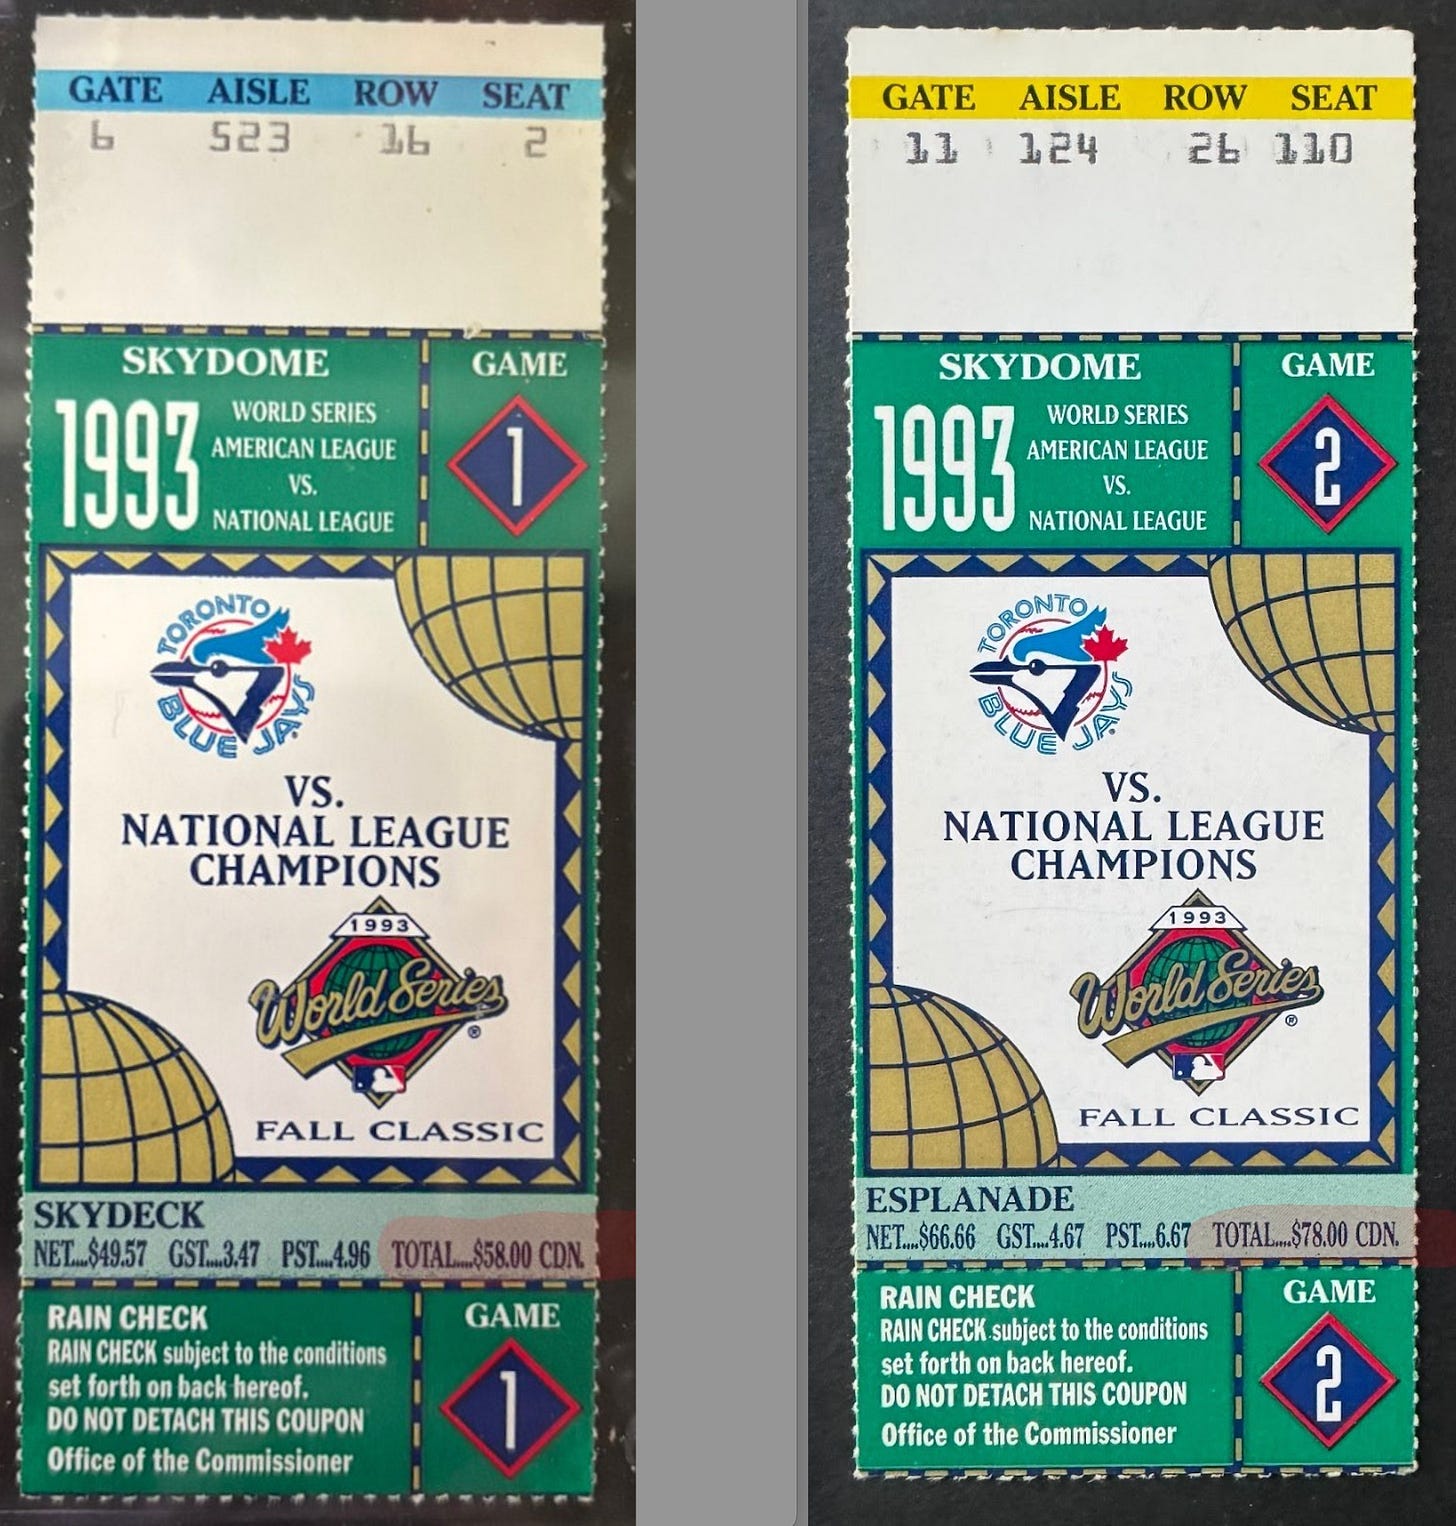 GATE AISLE ROW SEAT
6 523 16 2
SKYDOME
1993
WORLD SERIES
AMERICAN LEAGUE
VS.
NATIONAL LEAGUE
GAME
1
TORONTO
BLUE JAYS
VS.
NATIONAL LEAGUE
CHAMPIONS
1993
World Series
®
FALL CLASSIC
SKYDECK
NET....$49.57 GST....3.47 PST....4.96 TOTAL....$58.00 CDN.
RAIN CHECK
RAIN CHECK subject to the conditions
set forth on back hereof.
DO NOT DETACH THIS COUPON
Office of the Commissioner
GAME
1
GATE AISLE ROW SEAT
11 124 26 110
SKYDOME
1993
WORLD SERIES
AMERICAN LEAGUE
VS.
NATIONAL LEAGUE
GAME
2
TORONTO
BLUE JAYS
VS.
NATIONAL LEAGUE
CHAMPIONS
1993
World Series
®
FALL CLASSIC
ESPLANADE
NET....$66.66 GST....4.67 PST....6.67 TOTAL....$78.00 CDN.
RAIN CHECK
RAIN CHECK subject to the conditions
set forth on back hereof.
DO NOT DETACH THIS COUPON
Office of the Commissioner
GAME
2